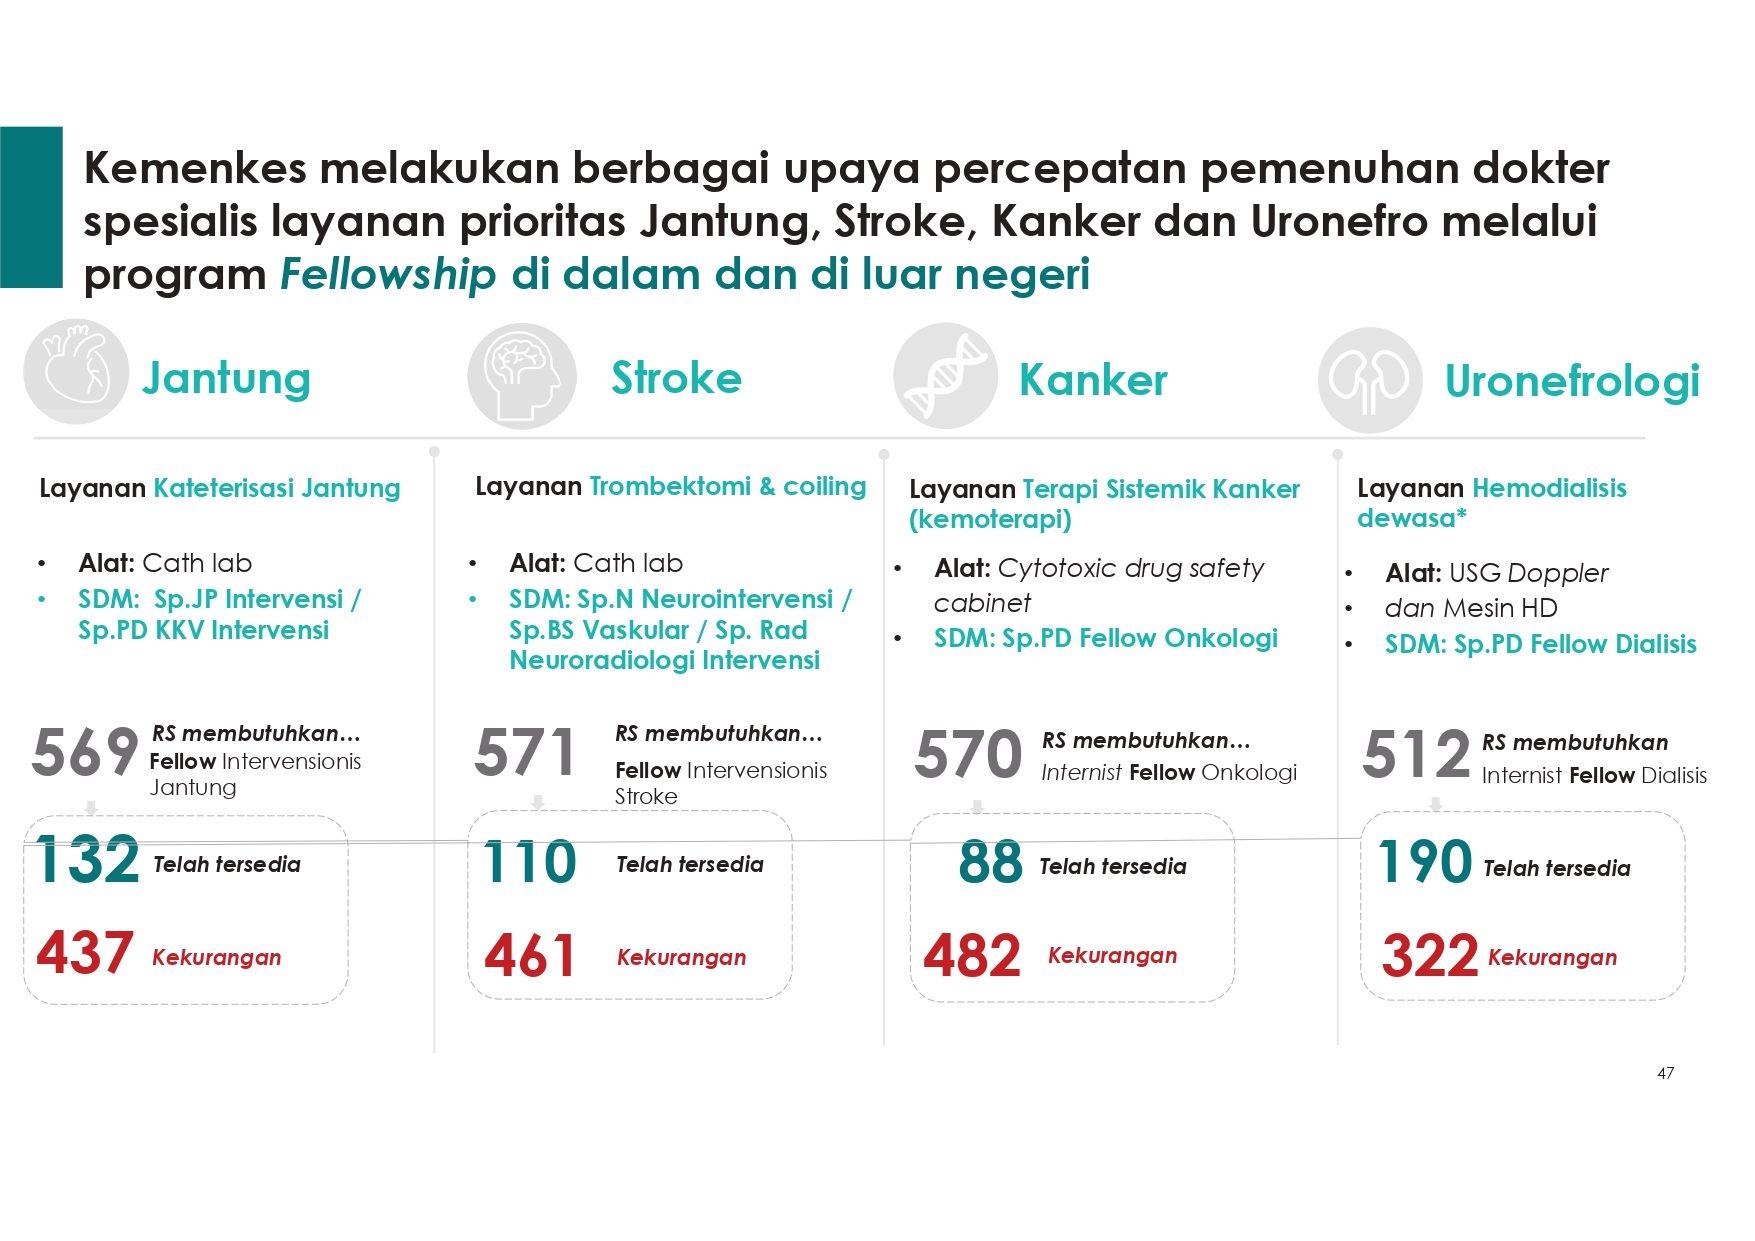 Kemenkes melakukan berbagai upaya percepatan pemenuhan dokter
spesialis layanan prioritas Jantung, Stroke, Kanker dan Uronefro melalui
program Fellowship di dalam dan di luar negeri
Jantung
Layanan Kateterisasi Jantung
• Alat: Cath lab
• SDM: Sp.JP Intervensi /
Sp.PD KKV Intervensi
569
RS membutuhkan...
Fellow Intervensionis
Jantung
132 Telah tersedia
437 Kekurangan
Stroke
Layanan Trombektomi & coiling
• Alat: Cath lab
• SDM: Sp.N Neurointervensi /
Sp.BS Vaskular / Sp. Rad
Neuroradiologi Intervensi
571
RS membutuhkan...
Fellow Intervensionis
Stroke
110 Telah tersedia
461 Kekurangan
Kanker
Layanan Terapi Sistemik Kanker
(kemoterapi)
• Alat: Cytotoxic drug safety
cabinet
• SDM: Sp.PD Fellow Onkologi
570
RS membutuhkan...
Internist Fellow Onkologi
88 Telah tersedia
482 Kekurangan
Uronefrologi
Layanan Hemodialisis
dewasa*
• Alat: USG Doppler
• dan Mesin HD
• SDM: Sp.PD Fellow Dialisis
512
RS membutuhkan
Internist Fellow Dialisis
190 Telah tersedia
322 Kekurangan
47